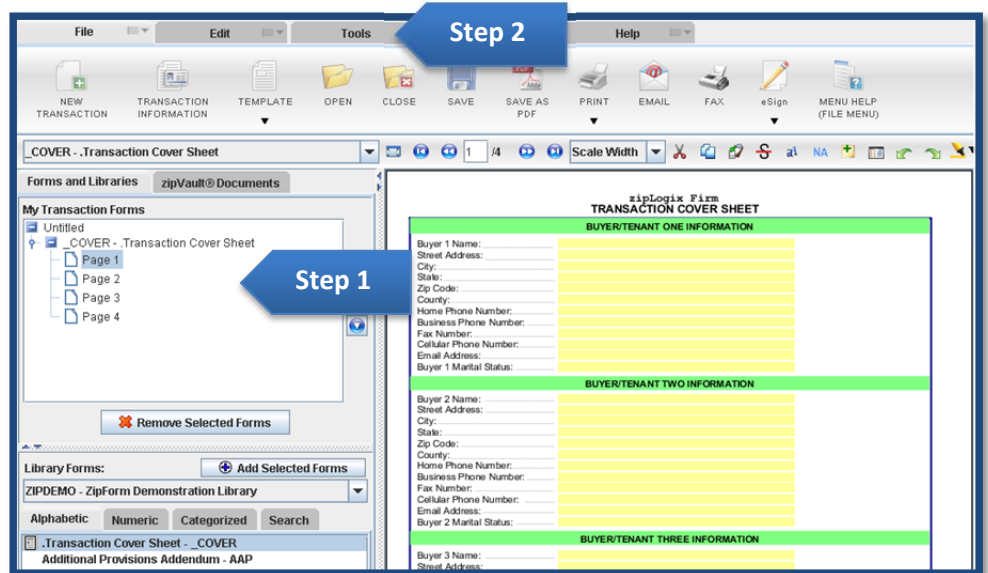 File Edit Tools Step 2 Help
NEW TRANSACTION
TRANSACTION INFORMATION
TEMPLATE
OPEN
CLOSE
SAVE
SAVE AS PDF
PRINT
EMAIL
FAX
eSign
MENU HELP (FILE MENU)
_COVER - .Transaction Cover Sheet 1 /4 Scale Width S a NA
Forms and Libraries zipVault® Documents
My Transaction Forms
Untitled
_COVER - .Transaction Cover Sheet
Page 1
Page 2
Page 3
Page 4
Step 1
Remove Selected Forms
Library Forms: Add Selected Forms
ZIPDEMO - ZipForm Demonstration Library
Alphabetic Numeric Categorized Search
.Transaction Cover Sheet - _COVER
Additional Provisions Addendum - AAP
zipLogix Firm
TRANSACTION COVER SHEET
BUYER/TENANT ONE INFORMATION
Buyer 1 Name:
Street Address:
City:
State:
Zip Code:
County:
Home Phone Number:
Business Phone Number:
Fax Number:
Cellular Phone Number:
Email Address:
Buyer 1 Marital Status:
BUYER/TENANT TWO INFORMATION
Buyer 2 Name:
Street Address:
City:
State:
Zip Code:
County:
Home Phone Number:
Business Phone Number:
Fax Number:
Cellular Phone Number:
Email Address:
Buyer 2 Marital Status:
BUYER/TENANT THREE INFORMATION
Buyer 3 Name:
Street Address: